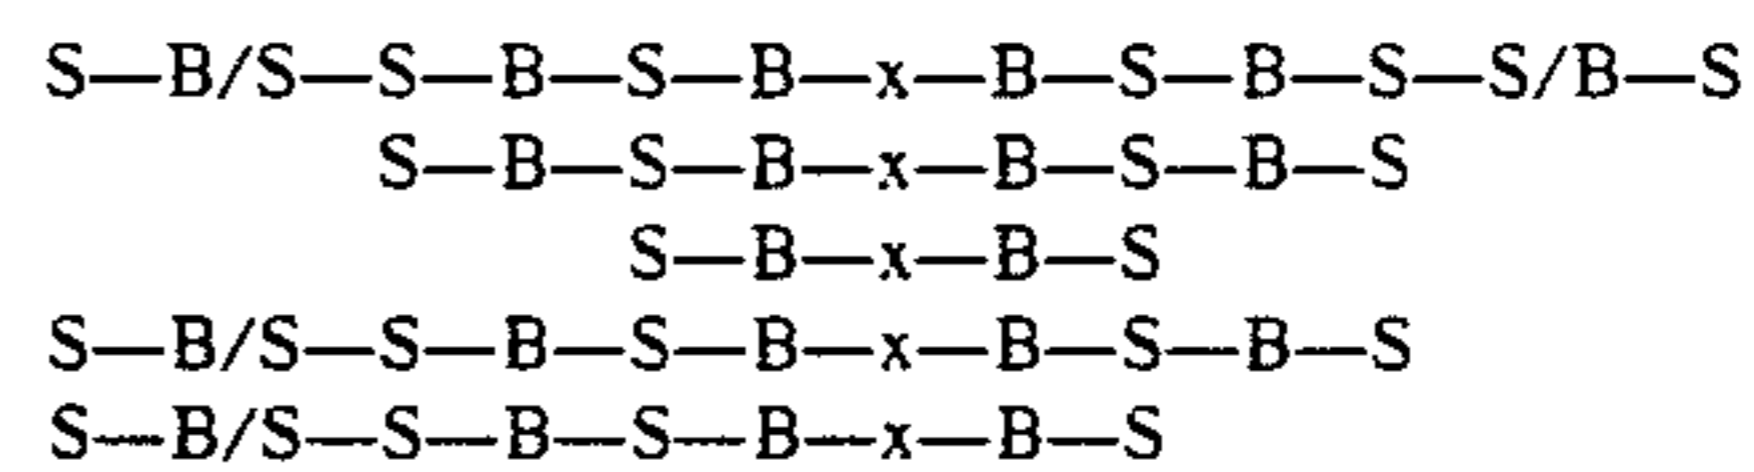 S—B/S—S—B—S—B—x—B—S—B—S—S/B—S
S—B—S—B—x—B—S—B—S
S—B—x—B—S
S—B/S—S—B—S—B—x—B—S—B—S
S—B/S—S—B—S—B—x—B—S